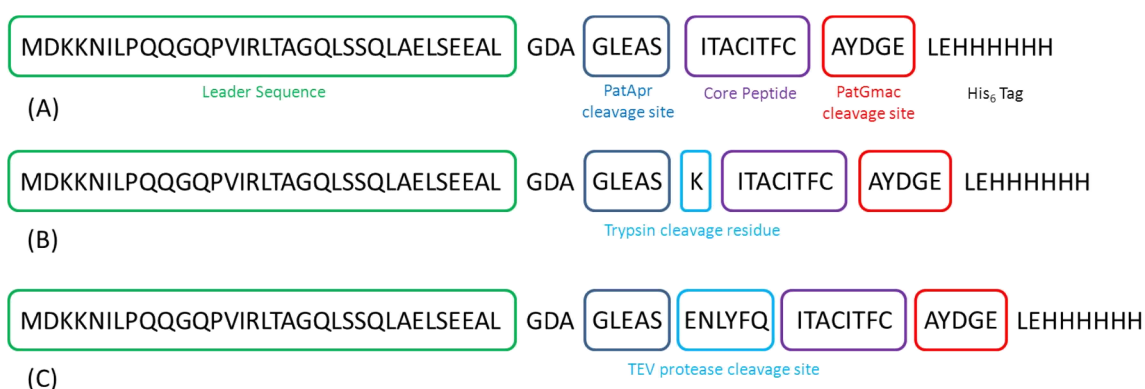 MDKKNILPQQGQPVIRLTAGQLSSQLAELSEEAL GDA GLEAS ITACITFC AYDGE LEHHHHHH
Leader Sequence PatApr cleavage site Core Peptide PatGmac cleavage site His6 Tag
(A)
MDKKNILPQQGQPVIRLTAGQLSSQLAELSEEAL GDA GLEAS K ITACITFC AYDGE LEHHHHHH
Trypsin cleavage residue
(B)
MDKKNILPQQGQPVIRLTAGQLSSQLAELSEEAL GDA GLEAS ENLYFQ ITACITFC AYDGE LEHHHHHH
TEV protease cleavage site
(C)